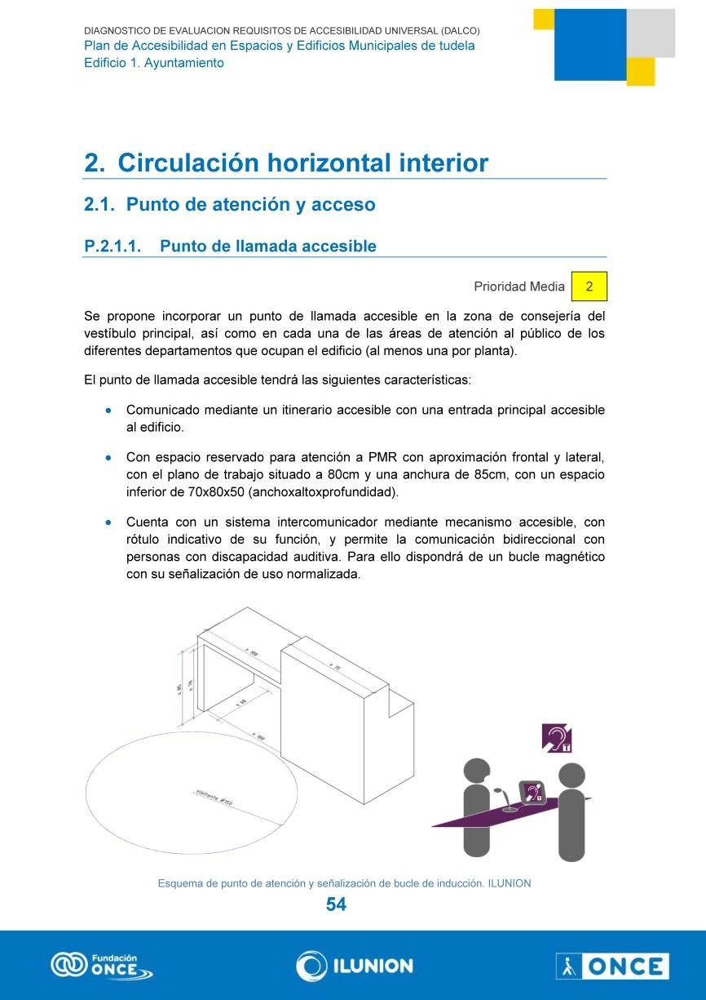 DIAGNOSTICO DE EVALUACION REQUISITOS DE ACCESIBILIDAD UNIVERSAL (DALCO)
Plan de Accesibilidad en Espacios y Edificios Municipales de tudela
Edificio 1. Ayuntamiento
2. Circulación horizontal interior
2.1. Punto de atención y acceso
P.2.1.1. Punto de llamada accesible
Prioridad Media 2
Se propone incorporar un punto de llamada accesible en la zona de consejería del
vestíbulo principal, así como en cada una de las áreas de atención al público de los
diferentes departamentos que ocupan el edificio (al menos una por planta).
El punto de llamada accesible tendrá las siguientes características:
● Comunicado mediante un itinerario accesible con una entrada principal accesible
al edificio.
● Con espacio reservado para atención a PMR con aproximación frontal y lateral,
con el plano de trabajo situado a 80cm y una anchura de 85cm, con un espacio
inferior de 70x80x50 (anchoxaltoxprofundidad).
● Cuenta con un sistema intercomunicador mediante mecanismo accesible, con
rótulo indicativo de su función, y permite la comunicación bidireccional con
personas con discapacidad auditiva. Para ello dispondrá de un bucle magnético
con su señalización de uso normalizada.
100
75
60
100
Visitante Ø150
T
T
Esquema de punto de atención y señalización de bucle de inducción. ILUNION
54
Fundación
ONCE
ILUNION
ONCE